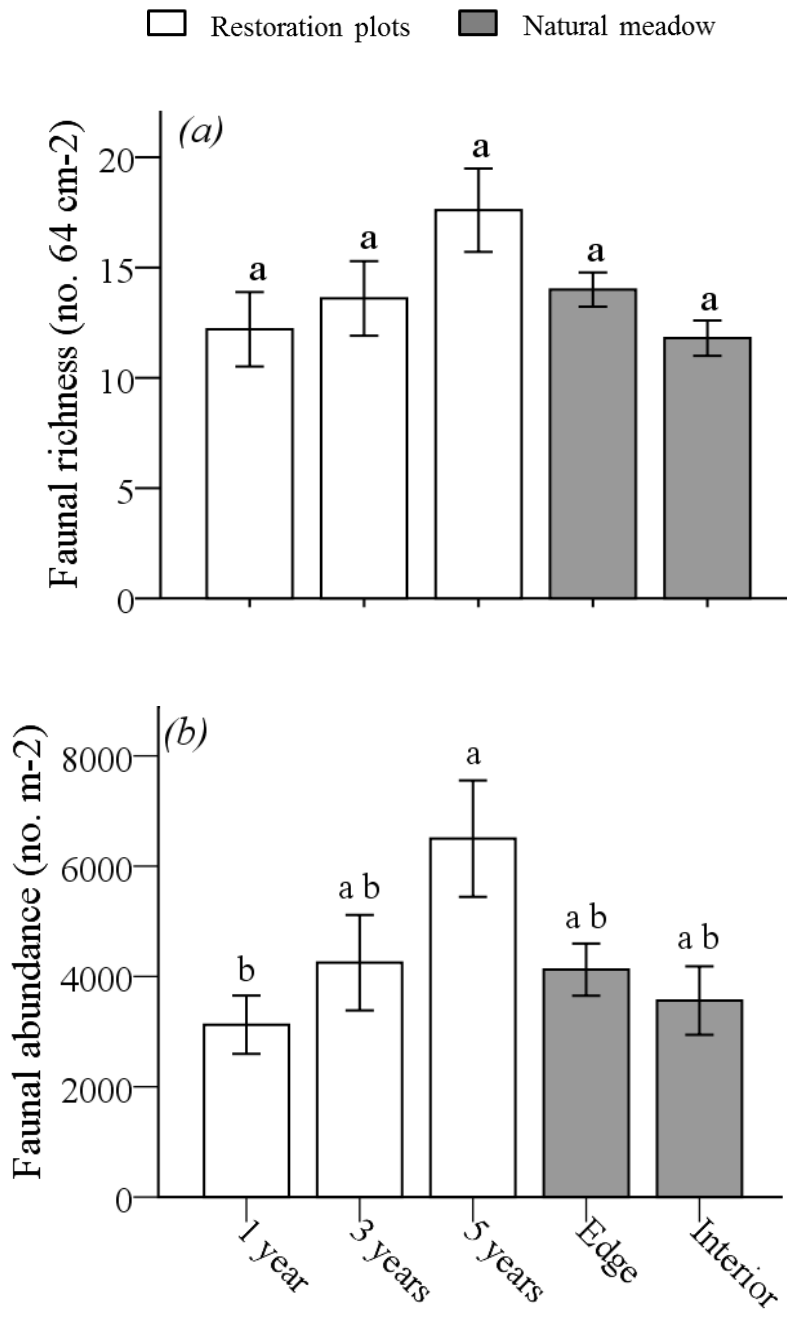 Restoration plots Natural meadow
(a)
Faunal richness (no. 64 cm-2)
20
15
10
5
0
a a a a a
(b)
Faunal abundance (no. m-2)
8000
6000
4000
2000
0
b a b a a b a b
1 year 3 years 5 years Edge Interior